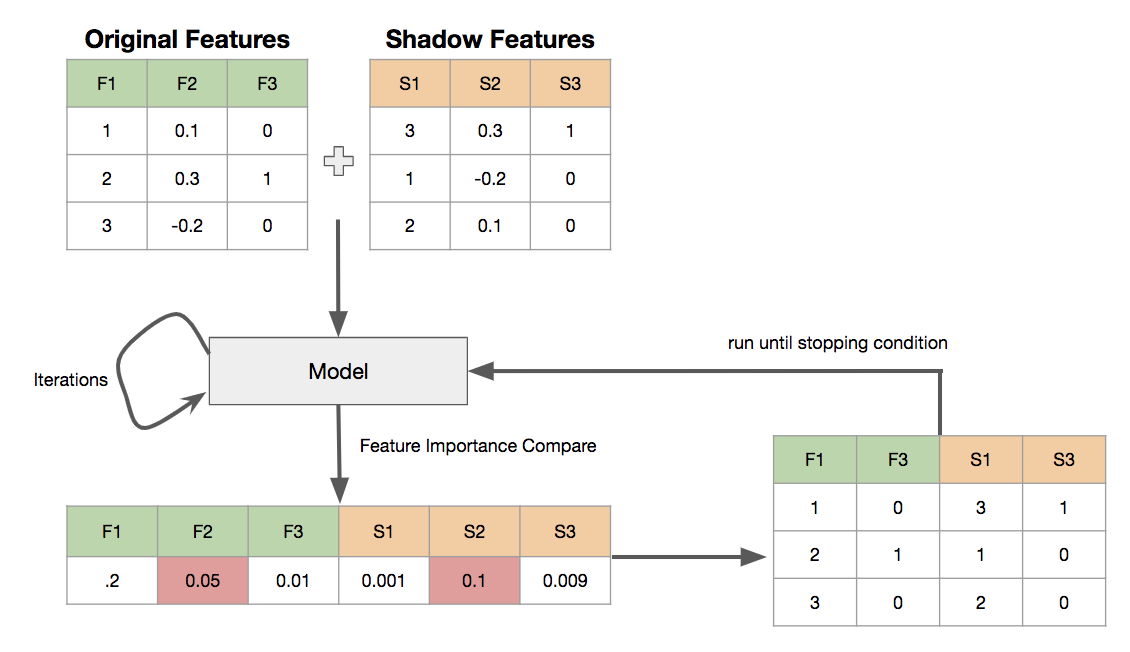 Original Features
Shadow Features
F1 F2 F3
1 0.1 0
2 0.3 1
3 -0.2 0
S1 S2 S3
3 0.3 1
1 -0.2 0
2 0.1 0
Iterations
Model
run until stopping condition
Feature Importance Compare
F1 F2 F3 S1 S2 S3
.2 0.05 0.01 0.001 0.1 0.009
F1 F3 S1 S3
1 0 3 1
2 1 1 0
3 0 2 0